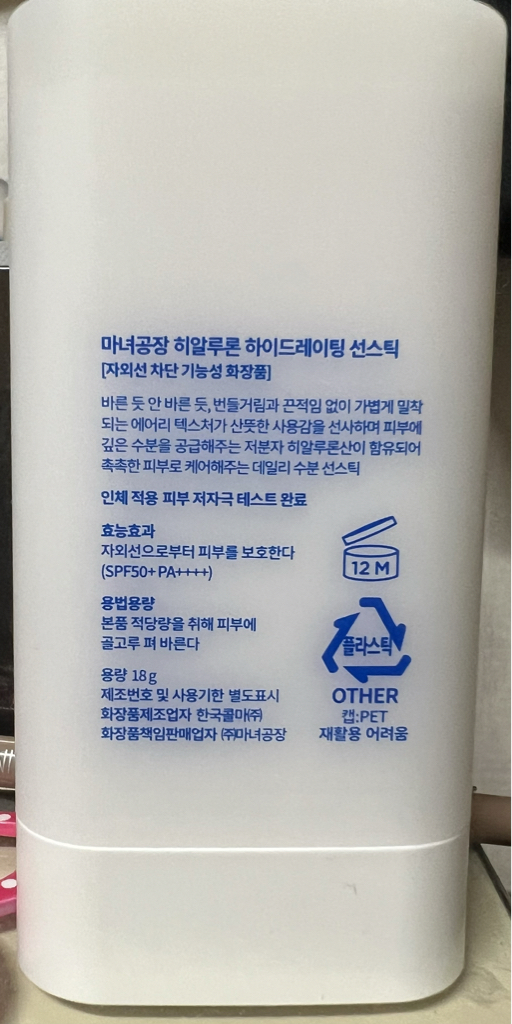 마녀공장 히알루론 하이드레이팅 선스틱
[자외선 차단 기능성 화장품]
바른 듯 안 바른 듯, 번들거림과 끈적임 없이 가볍게 밀착
되는 에어리 텍스처가 산뜻한 사용감을 선사하며 피부에
깊은 수분을 공급해주는 저분자 히알루론산이 함유되어
촉촉한 피부로 케어해주는 데일리 수분 선스틱
인체 적용 피부 저자극 테스트 완료
효능효과
자외선으로부터 피부를 보호한다
(SPF50+ PA++++)
12 M
용법용량
본품 적당량을 취해 피부에
골고루 펴 바른다
플라스틱
OTHER
캡:PET
재활용 어려움
용량 18 g
제조번호 및 사용기한 별도표시
화장품제조업자 한국콜마㈜
화장품책임판매업자 ㈜마녀공장